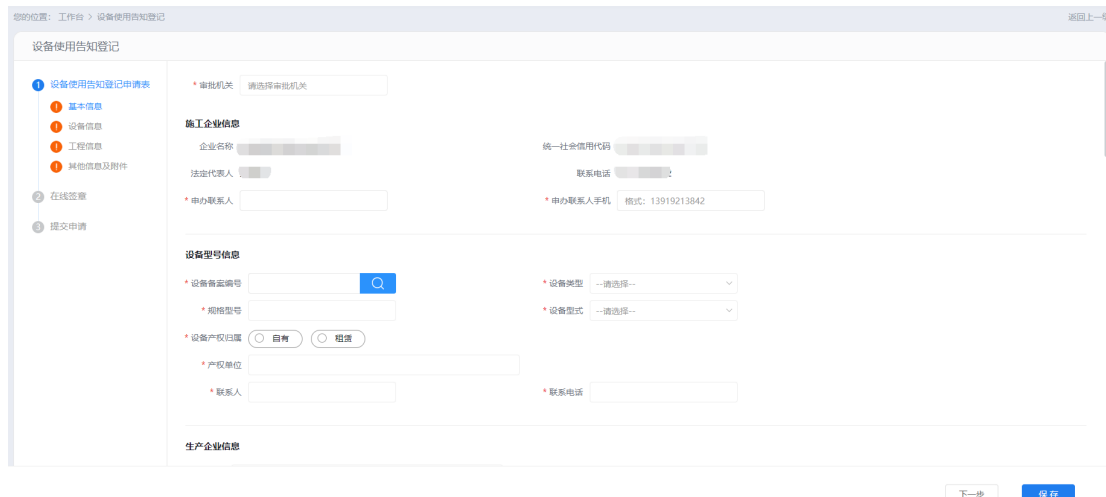 您的位置： 工作台 > 设备使用告知登记
返回上一级
设备使用告知登记
1 设备使用告知登记申请表
基本信息
设备信息
工程信息
其他信息及附件
2 在线签章
3 提交申请
* 审批机关 请选择审批机关
施工企业信息
企业名称
统一社会信用代码
法定代表人
联系电话
* 申办联系人
* 申办联系人手机 格式：13919213842
设备型号信息
* 设备备案编号
* 设备类型 --请选择--
* 规格型号
* 设备型式 --请选择--
* 设备产权归属 自有 租赁
* 产权单位
* 联系人
* 联系电话
生产企业信息
下一步 保存